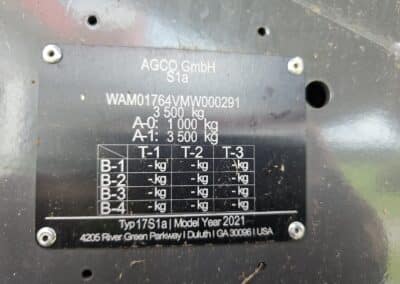 AGCO GmbH
S1a
WAM01764VMW000291
3 500 kg
A-0: 1 000 kg
A-1: 3 500 kg
T-1 T-2 T-3
B-1 -kg -kg -kg
B-2 -kg -kg -kg
B-3 -kg -kg -kg
B-4 -kg -kg -kg
Typ 17S1a | Model Year 2021
4205 River Green Parkway | Duluth | GA 30096 | USA